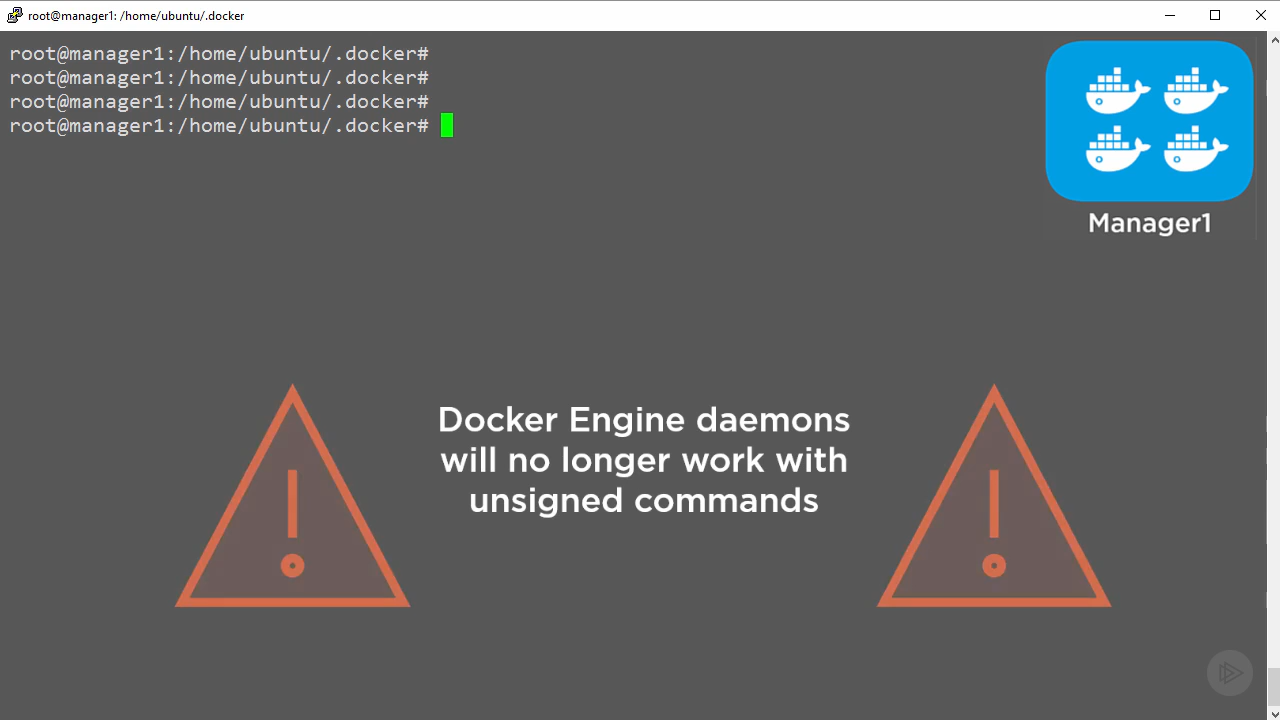 root@manager1: /home/ubuntu/.docker
root@manager1:/home/ubuntu/.docker#
root@manager1:/home/ubuntu/.docker#
root@manager1:/home/ubuntu/.docker#
root@manager1:/home/ubuntu/.docker#
Manager1
Docker Engine daemons
will no longer work with
unsigned commands